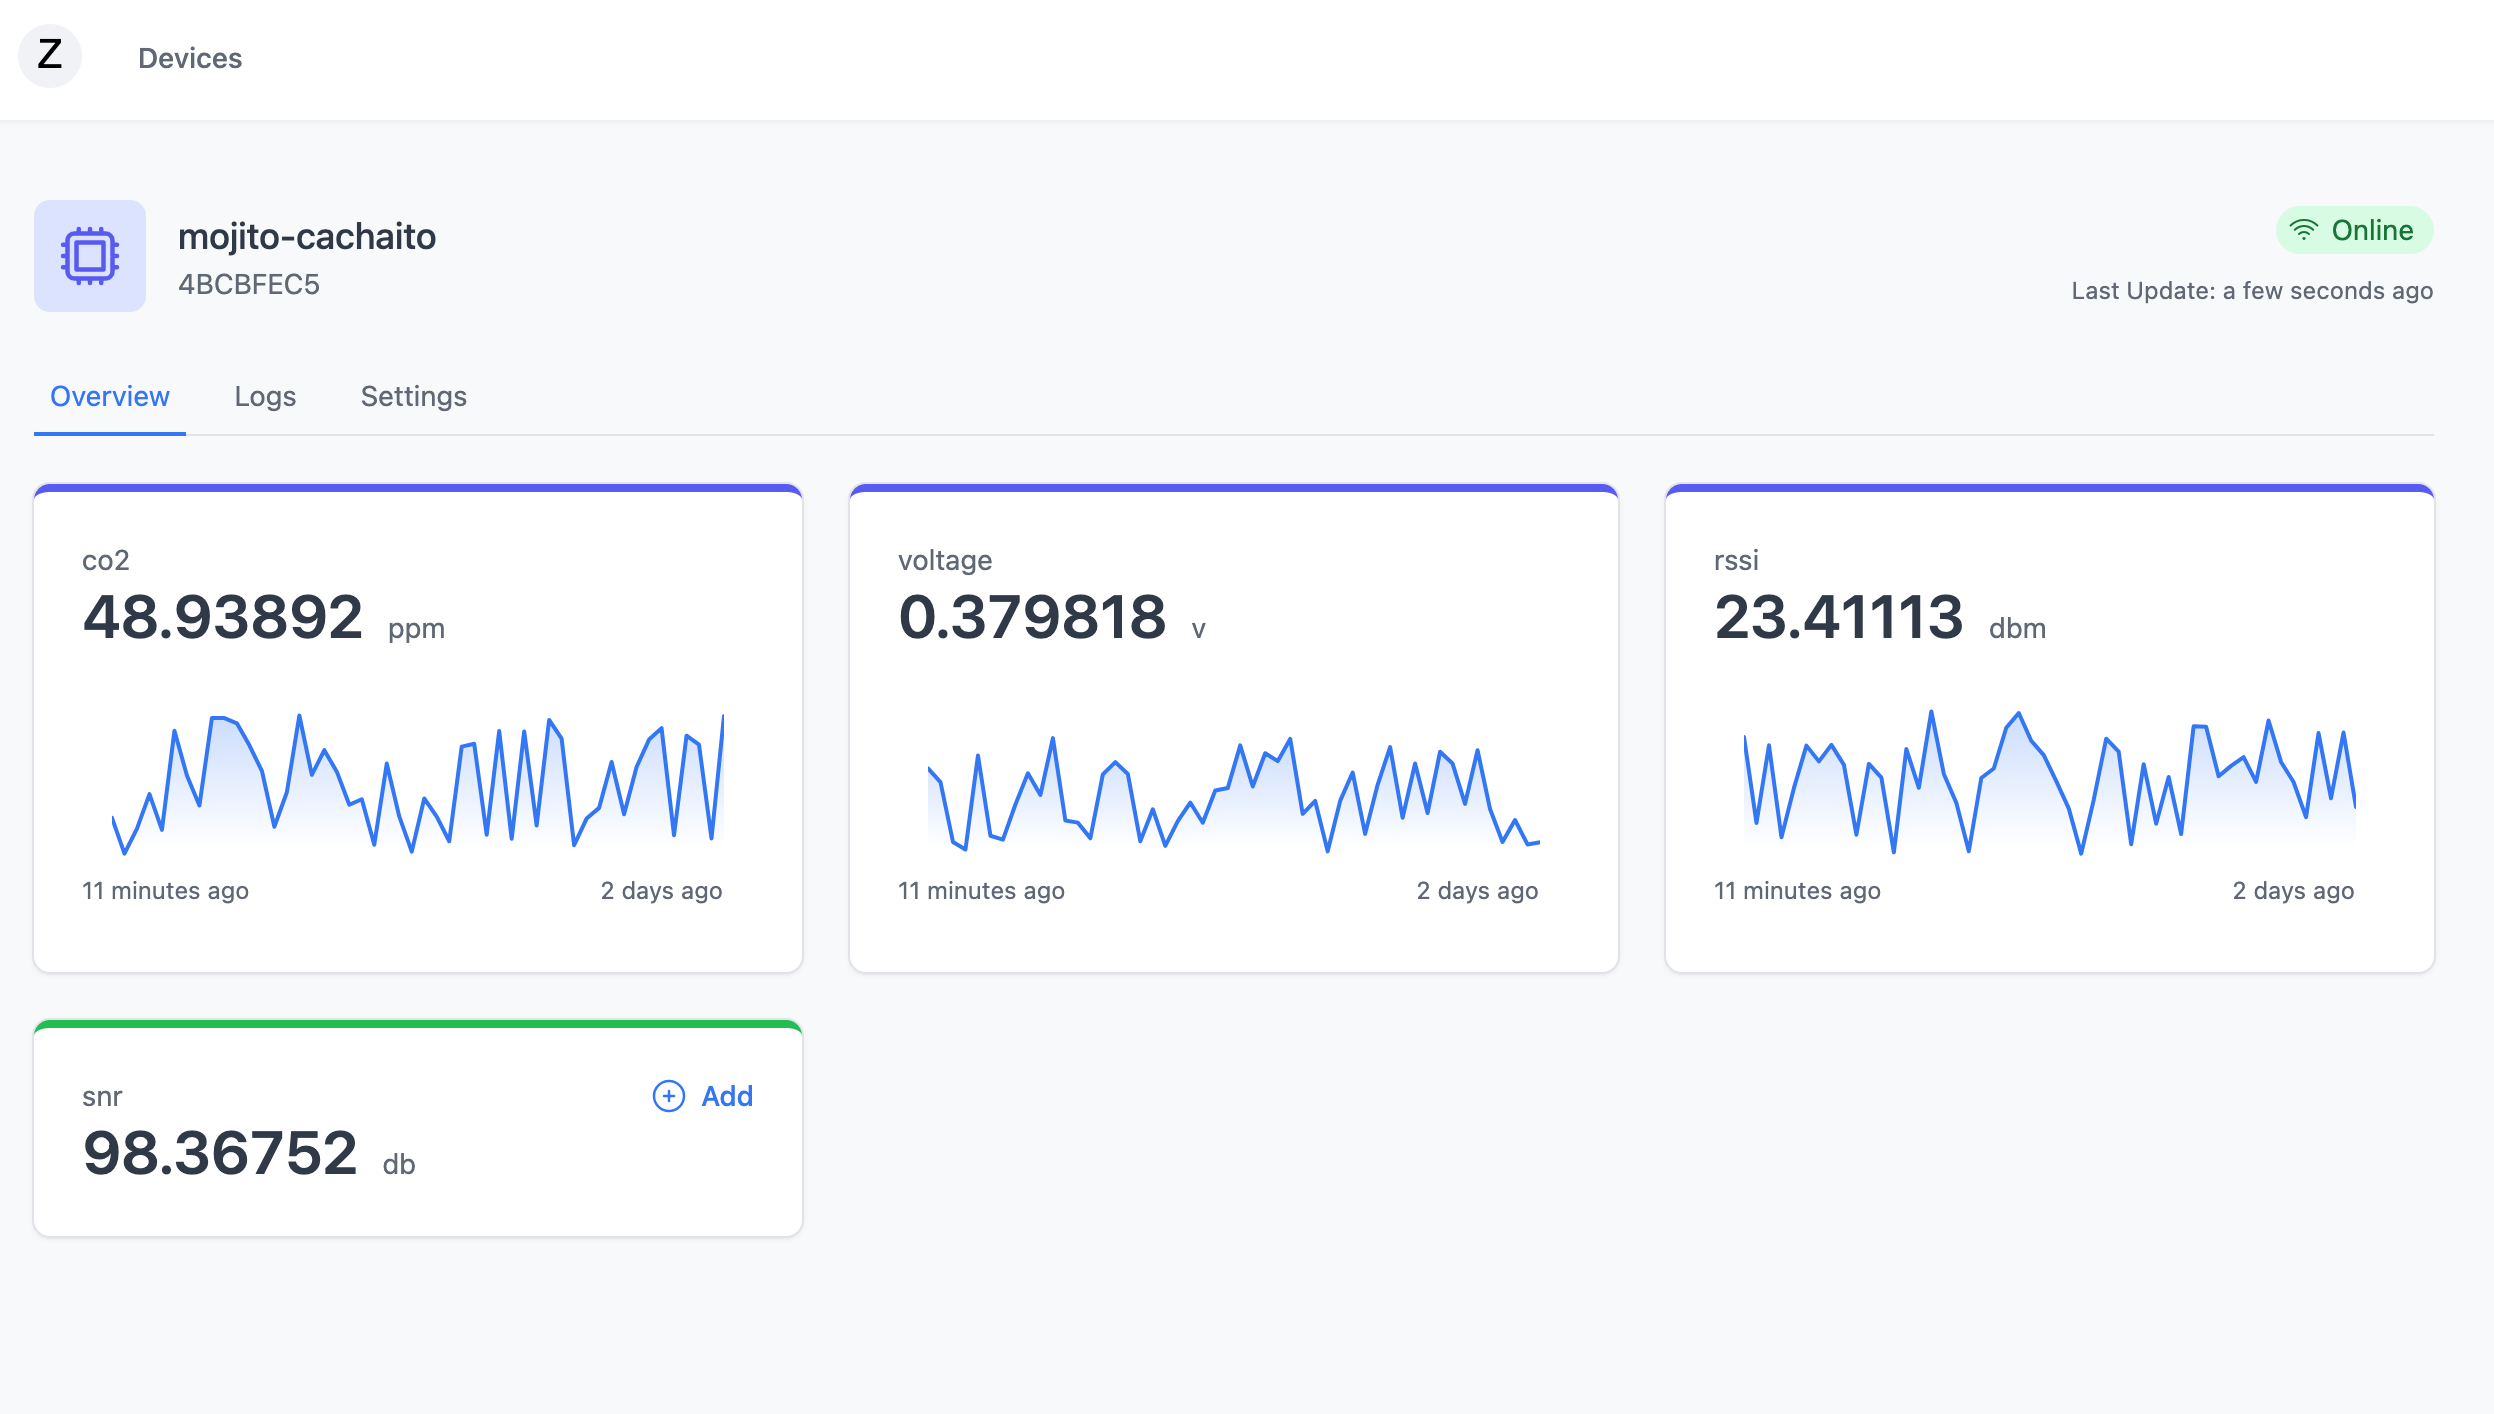 Z
Devices
mojito-cachaito
4BCBFEC5
Online
Last Update: a few seconds ago
Overview
Logs
Settings
co2
48.93892 ppm
11 minutes ago
2 days ago
voltage
0.379818 v
11 minutes ago
2 days ago
rssi
23.41113 dbm
11 minutes ago
2 days ago
snr
Add
98.36752 db